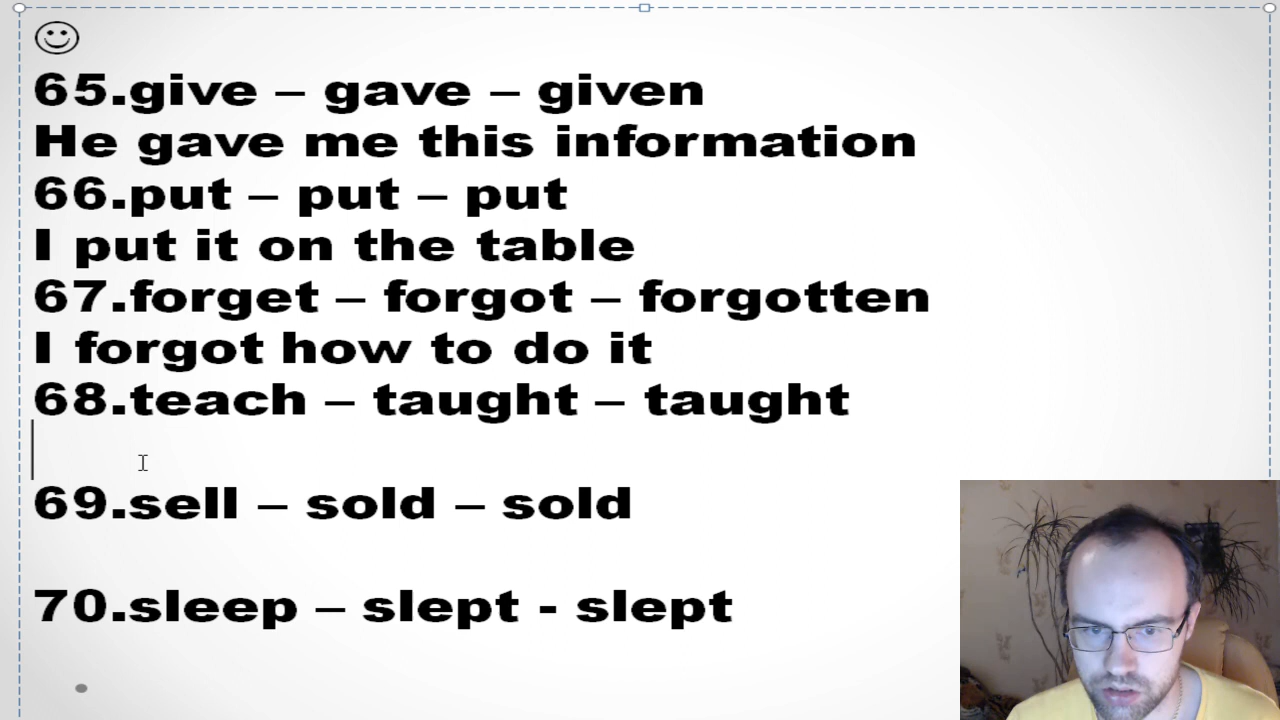 65.give – gave – given
He gave me this information
66.put – put – put
I put it on the table
67.forget – forgot – forgotten
I forgot how to do it
68.teach – taught – taught
69.sell – sold – sold
70.sleep – slept - slept